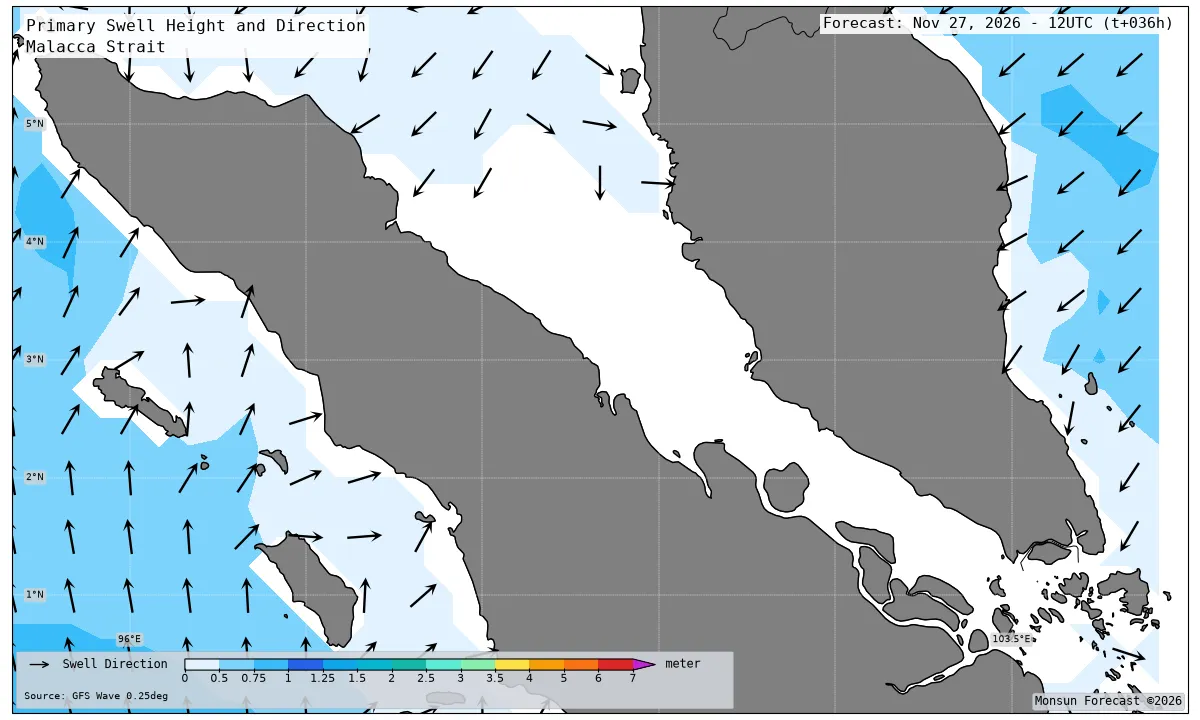 Primary Swell Height and Direction
Malacca Strait
Forecast: Nov 27, 2026 - 12UTC (t+036h)
5°N
4°N
3°N
2°N
1°N
96°E
103.5°E
Swell Direction
meter
0 0.5 0.75 1 1.25 1.5 2 2.5 3 3.5 4 5 6 7
Source: GFS Wave 0.25deg
Monsun Forecast ©2026